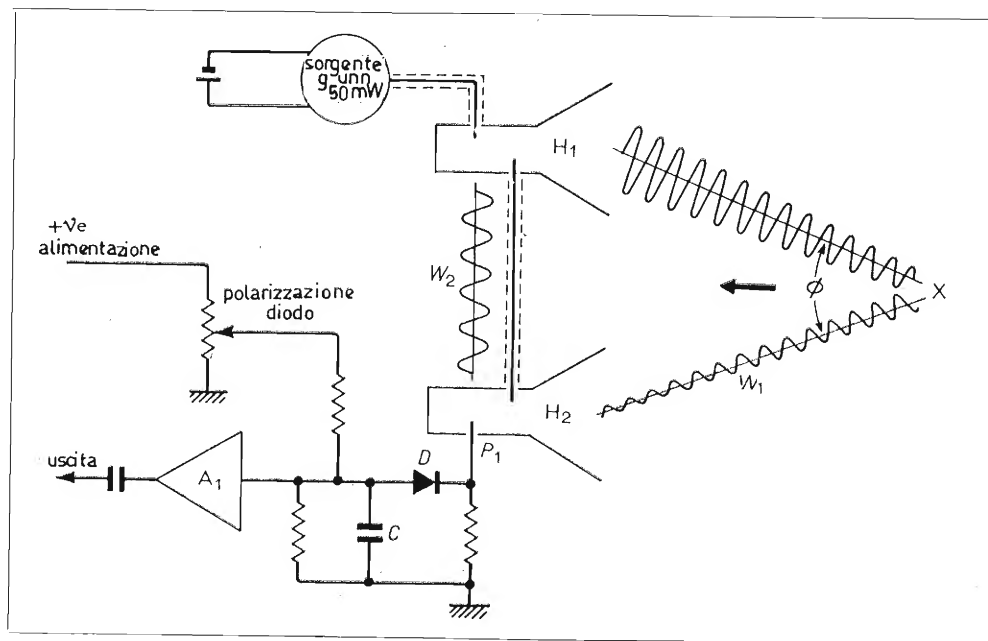 sorgente
gunn
50mW
H1
+ve
alimentazione
polarizzazione
diodo
W2
φ
X
W1
H2
uscita
A1
D
P1
C